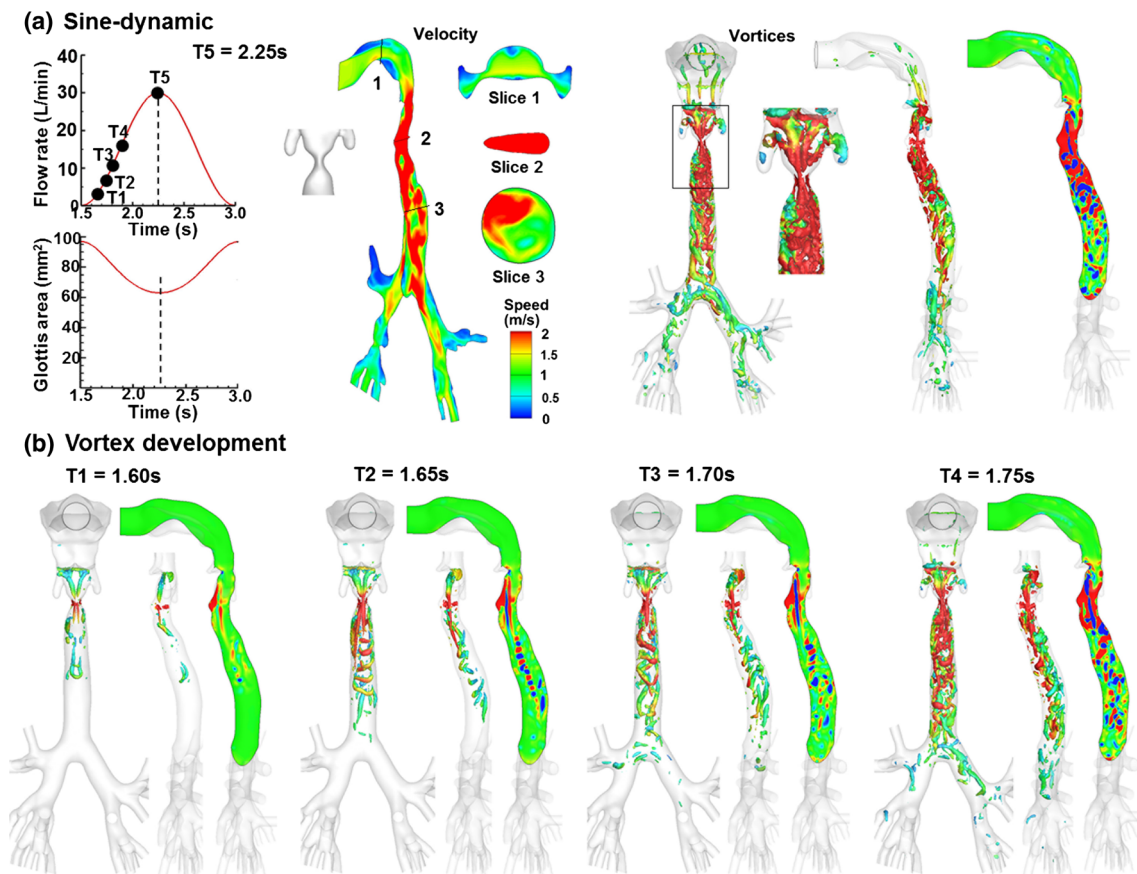 (a) Sine-dynamic
T5 = 2.25s
Flow rate (L/min)
40
30
20
10
0
T5
T4
T3
T2
T1
1.5 2.0 2.5 3.0
Time (s)
Glottis area (mm²)
100
80
60
40
20
1.5 2.0 2.5 3.0
Time (s)
Velocity
1
2
3
Slice 1
Slice 2
Slice 3
Speed
(m/s)
2
1.5
1
0.5
0
Vortices
(b) Vortex development
T1 = 1.60s
T2 = 1.65s
T3 = 1.70s
T4 = 1.75s